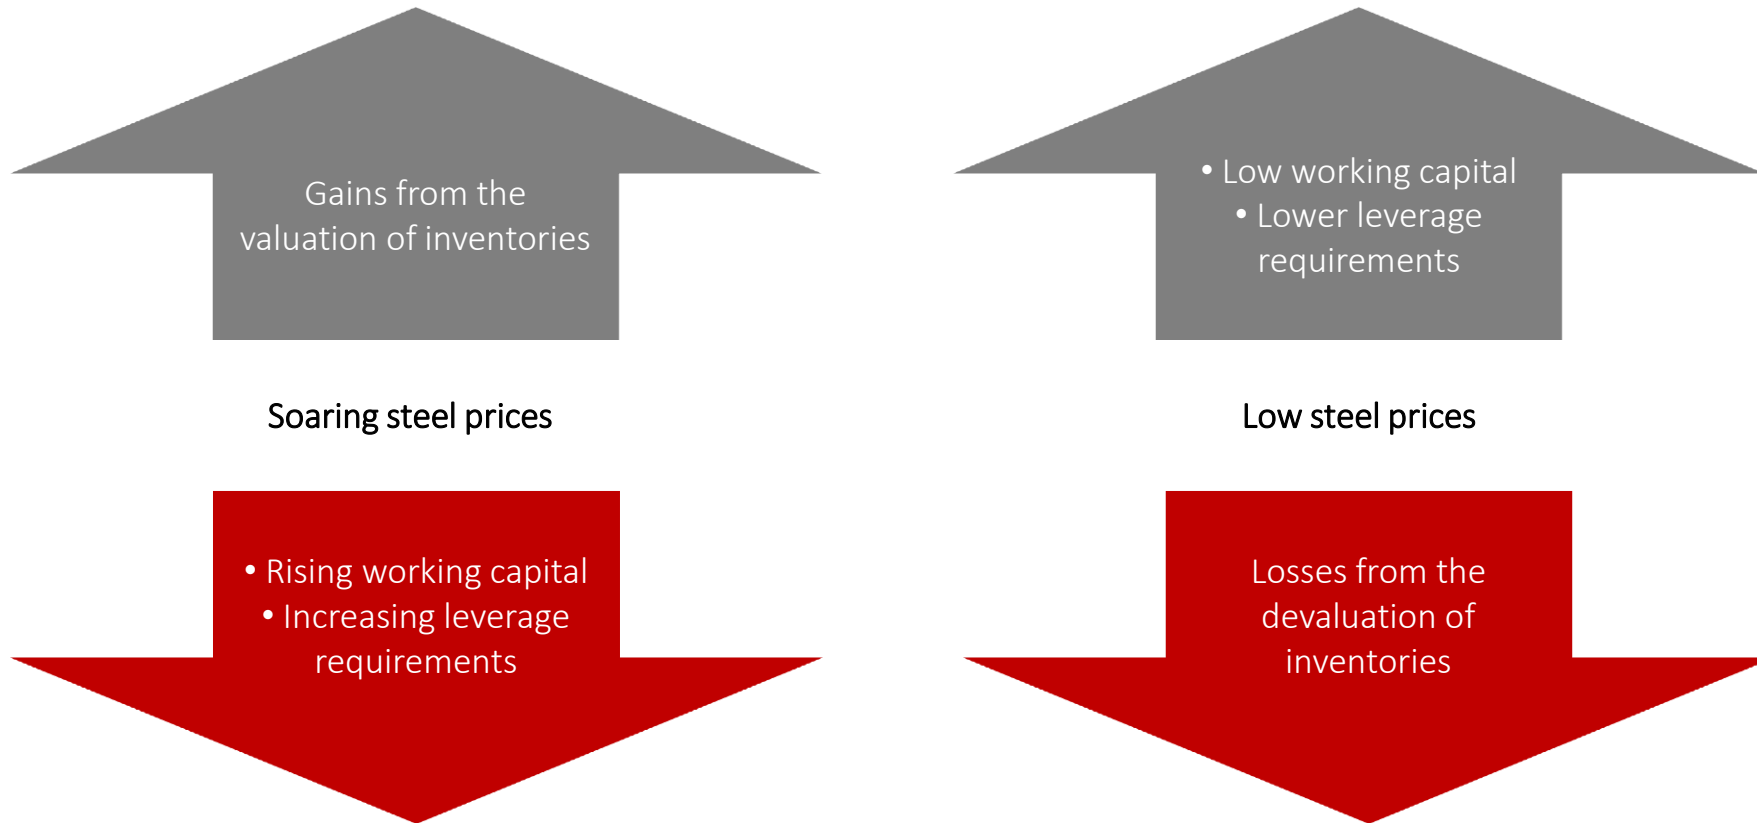 Gains from the
valuation of inventories
Soaring steel prices
• Rising working capital
• Increasing leverage
requirements
• Low working capital
• Lower leverage
requirements
Low steel prices
Losses from the
devaluation of
inventories